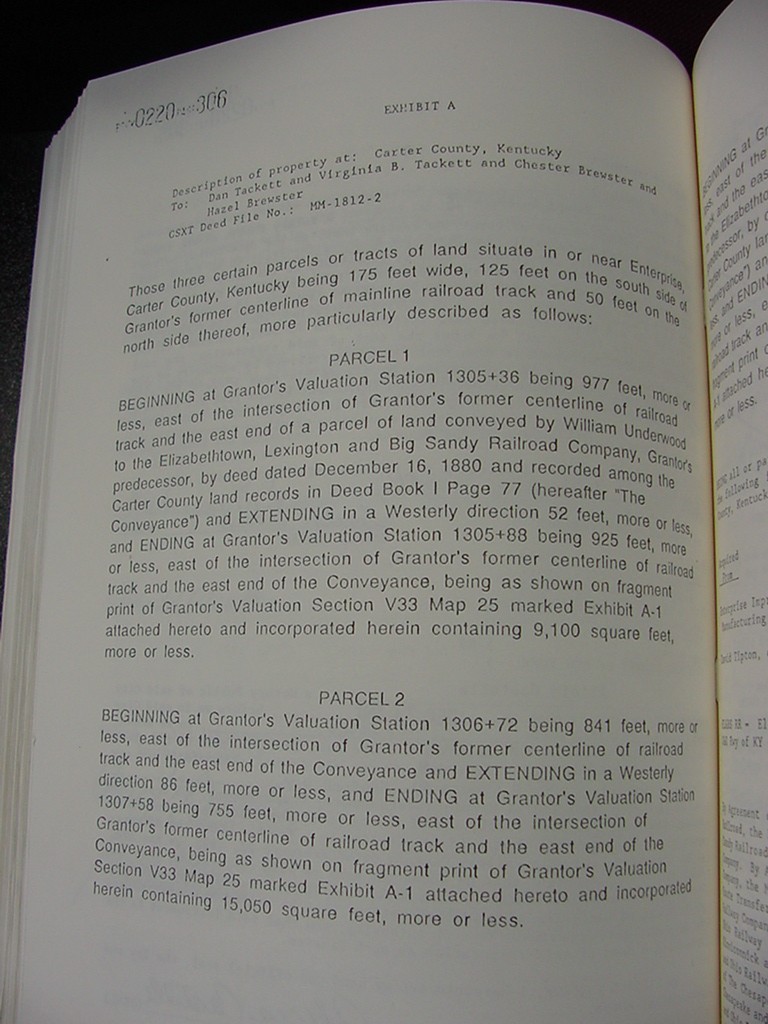 0220 306
EXHIBIT A
Description of property at: Carter County, Kentucky
To: Dan Tackett and Virginia B. Tackett and Chester Brewster and
Hazel Brewster
CSXT Deed File No.: MM-1812-2
Those three certain parcels or tracts of land situate in or near Enterprise,
Carter County, Kentucky being 175 feet wide, 125 feet on the south side of
Grantor's former centerline of mainline railroad track and 50 feet on the
north side thereof, more particularly described as follows:
PARCEL 1
BEGINNING at Grantor's Valuation Station 1305+36 being 977 feet, more or
less, east of the intersection of Grantor's former centerline of railroad
track and the east end of a parcel of land conveyed by William Underwood
to the Elizabethtown, Lexington and Big Sandy Railroad Company, Grantor's
predecessor, by deed dated December 16, 1880 and recorded among the
Carter County land records in Deed Book I Page 77 (hereafter "The
Conveyance") and EXTENDING in a Westerly direction 52 feet, more or less,
and ENDING at Grantor's Valuation Station 1305+88 being 925 feet, more
or less, east of the intersection of Grantor's former centerline of railroad
track and the east end of the Conveyance, being as shown on fragment
print of Grantor's Valuation Section V33 Map 25 marked Exhibit A-1
attached hereto and incorporated herein containing 9,100 square feet,
more or less.
PARCEL 2
BEGINNING at Grantor's Valuation Station 1306+72 being 841 feet, more or
less, east of the intersection of Grantor's former centerline of railroad
track and the east end of the Conveyance and EXTENDING in a Westerly
direction 86 feet, more or less, and ENDING at Grantor's Valuation Station
1307+58 being 755 feet, more or less, east of the intersection of
Grantor's former centerline of railroad track and the east end of the
Conveyance, being as shown on fragment print of Grantor's Valuation
Section V33 Map 25 marked Exhibit A-1 attached hereto and incorporated
herein containing 15,050 square feet, more or less.